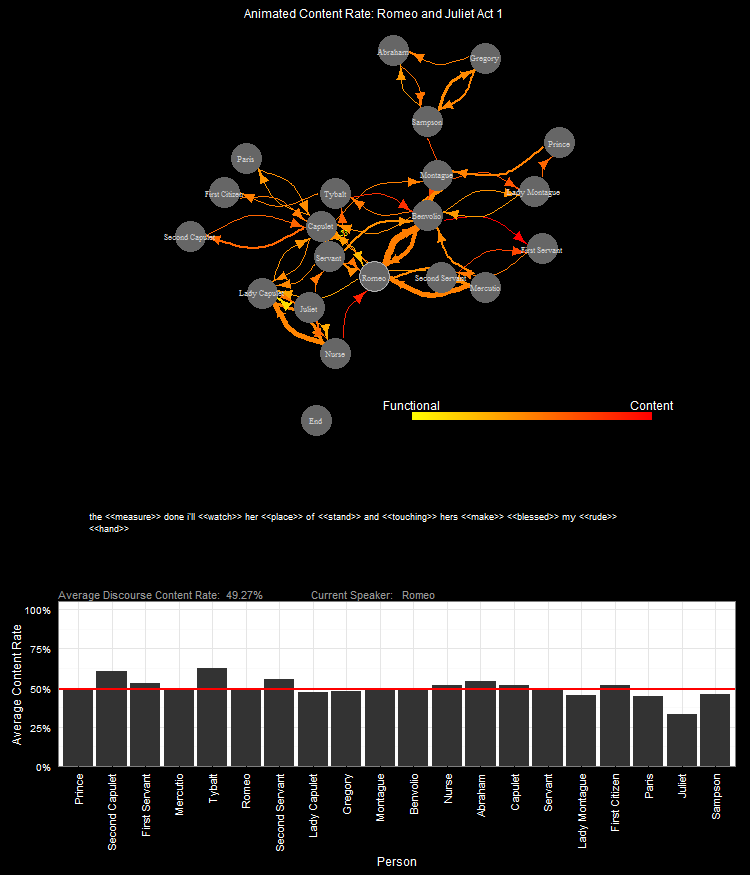 Animated Content Rate: Romeo and Juliet Act 1
Abraham
Gregory
Sampson
Prince
Paris
Montague
First Citizen
Tybalt
Lady Montague
Capulet
Benvolio
Second Capulet
First Servant
Servant
Romeo
Second Servant
Mercutio
Lady Capulet
Juliet
Nurse
Functional Content
End
the <<measure>> done i'll <<watch>> her <<place>> of <<stand>> and <<touching>> hers <<make>> <<blessed>> my <<rude>>
<<hand>>
Average Discourse Content Rate: 49.27% Current Speaker: Romeo
100%
75%
50%
25%
0%
Average Content Rate
Prince
Second Capulet
First Servant
Mercutio
Tybalt
Romeo
Second Servant
Lady Capulet
Gregory
Montague
Benvolio
Nurse
Abraham
Capulet
Servant
Lady Montague
First Citizen
Paris
Juliet
Sampson
Person